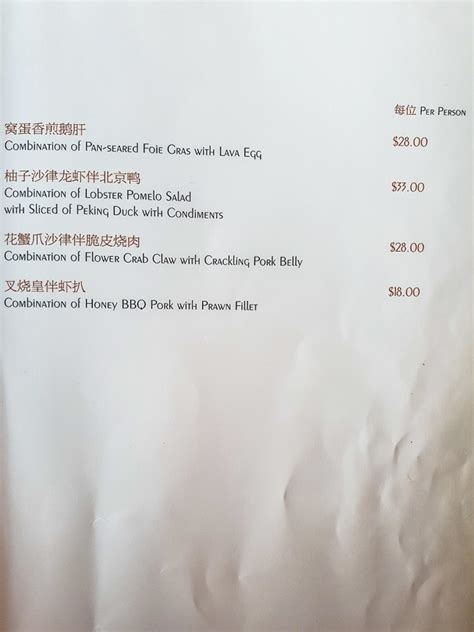 每位 Per Person
窝蛋香煎鹅肝
Combination of Pan-seared Foie Gras with Lava Egg $28.00
柚子沙律龙虾伴北京鸭
Combination of Lobster Pomelo Salad $33.00
with Sliced of Peking Duck with Condiments
花蟹爪沙律伴脆皮烧肉
Combination of Flower Crab Claw with Crackling Pork Belly $28.00
叉烧皇伴虾扒
Combination of Honey BBQ Pork with Prawn Fillet $18.00